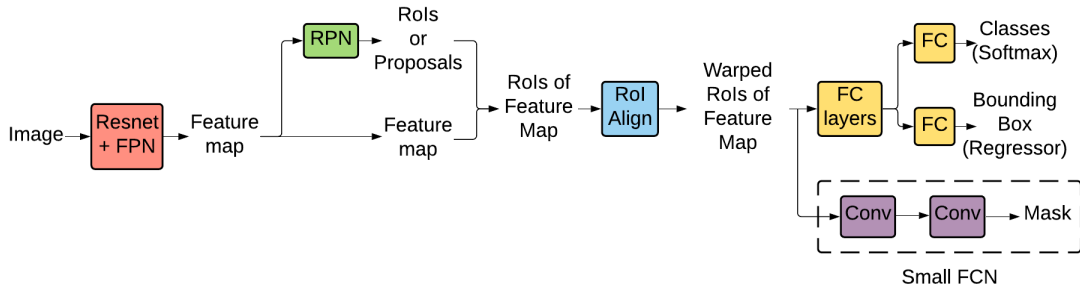 Image
Resnet
+ FPN
Feature
map
RPN
RoIs
or
Proposals
Feature
map
RoIs of
Feature
Map
RoI
Align
Warped
RoIs of
Feature
Map
FC
layers
FC
Classes
(Softmax)
FC
Bounding
Box
(Regressor)
Conv
Conv
Mask
Small FCN